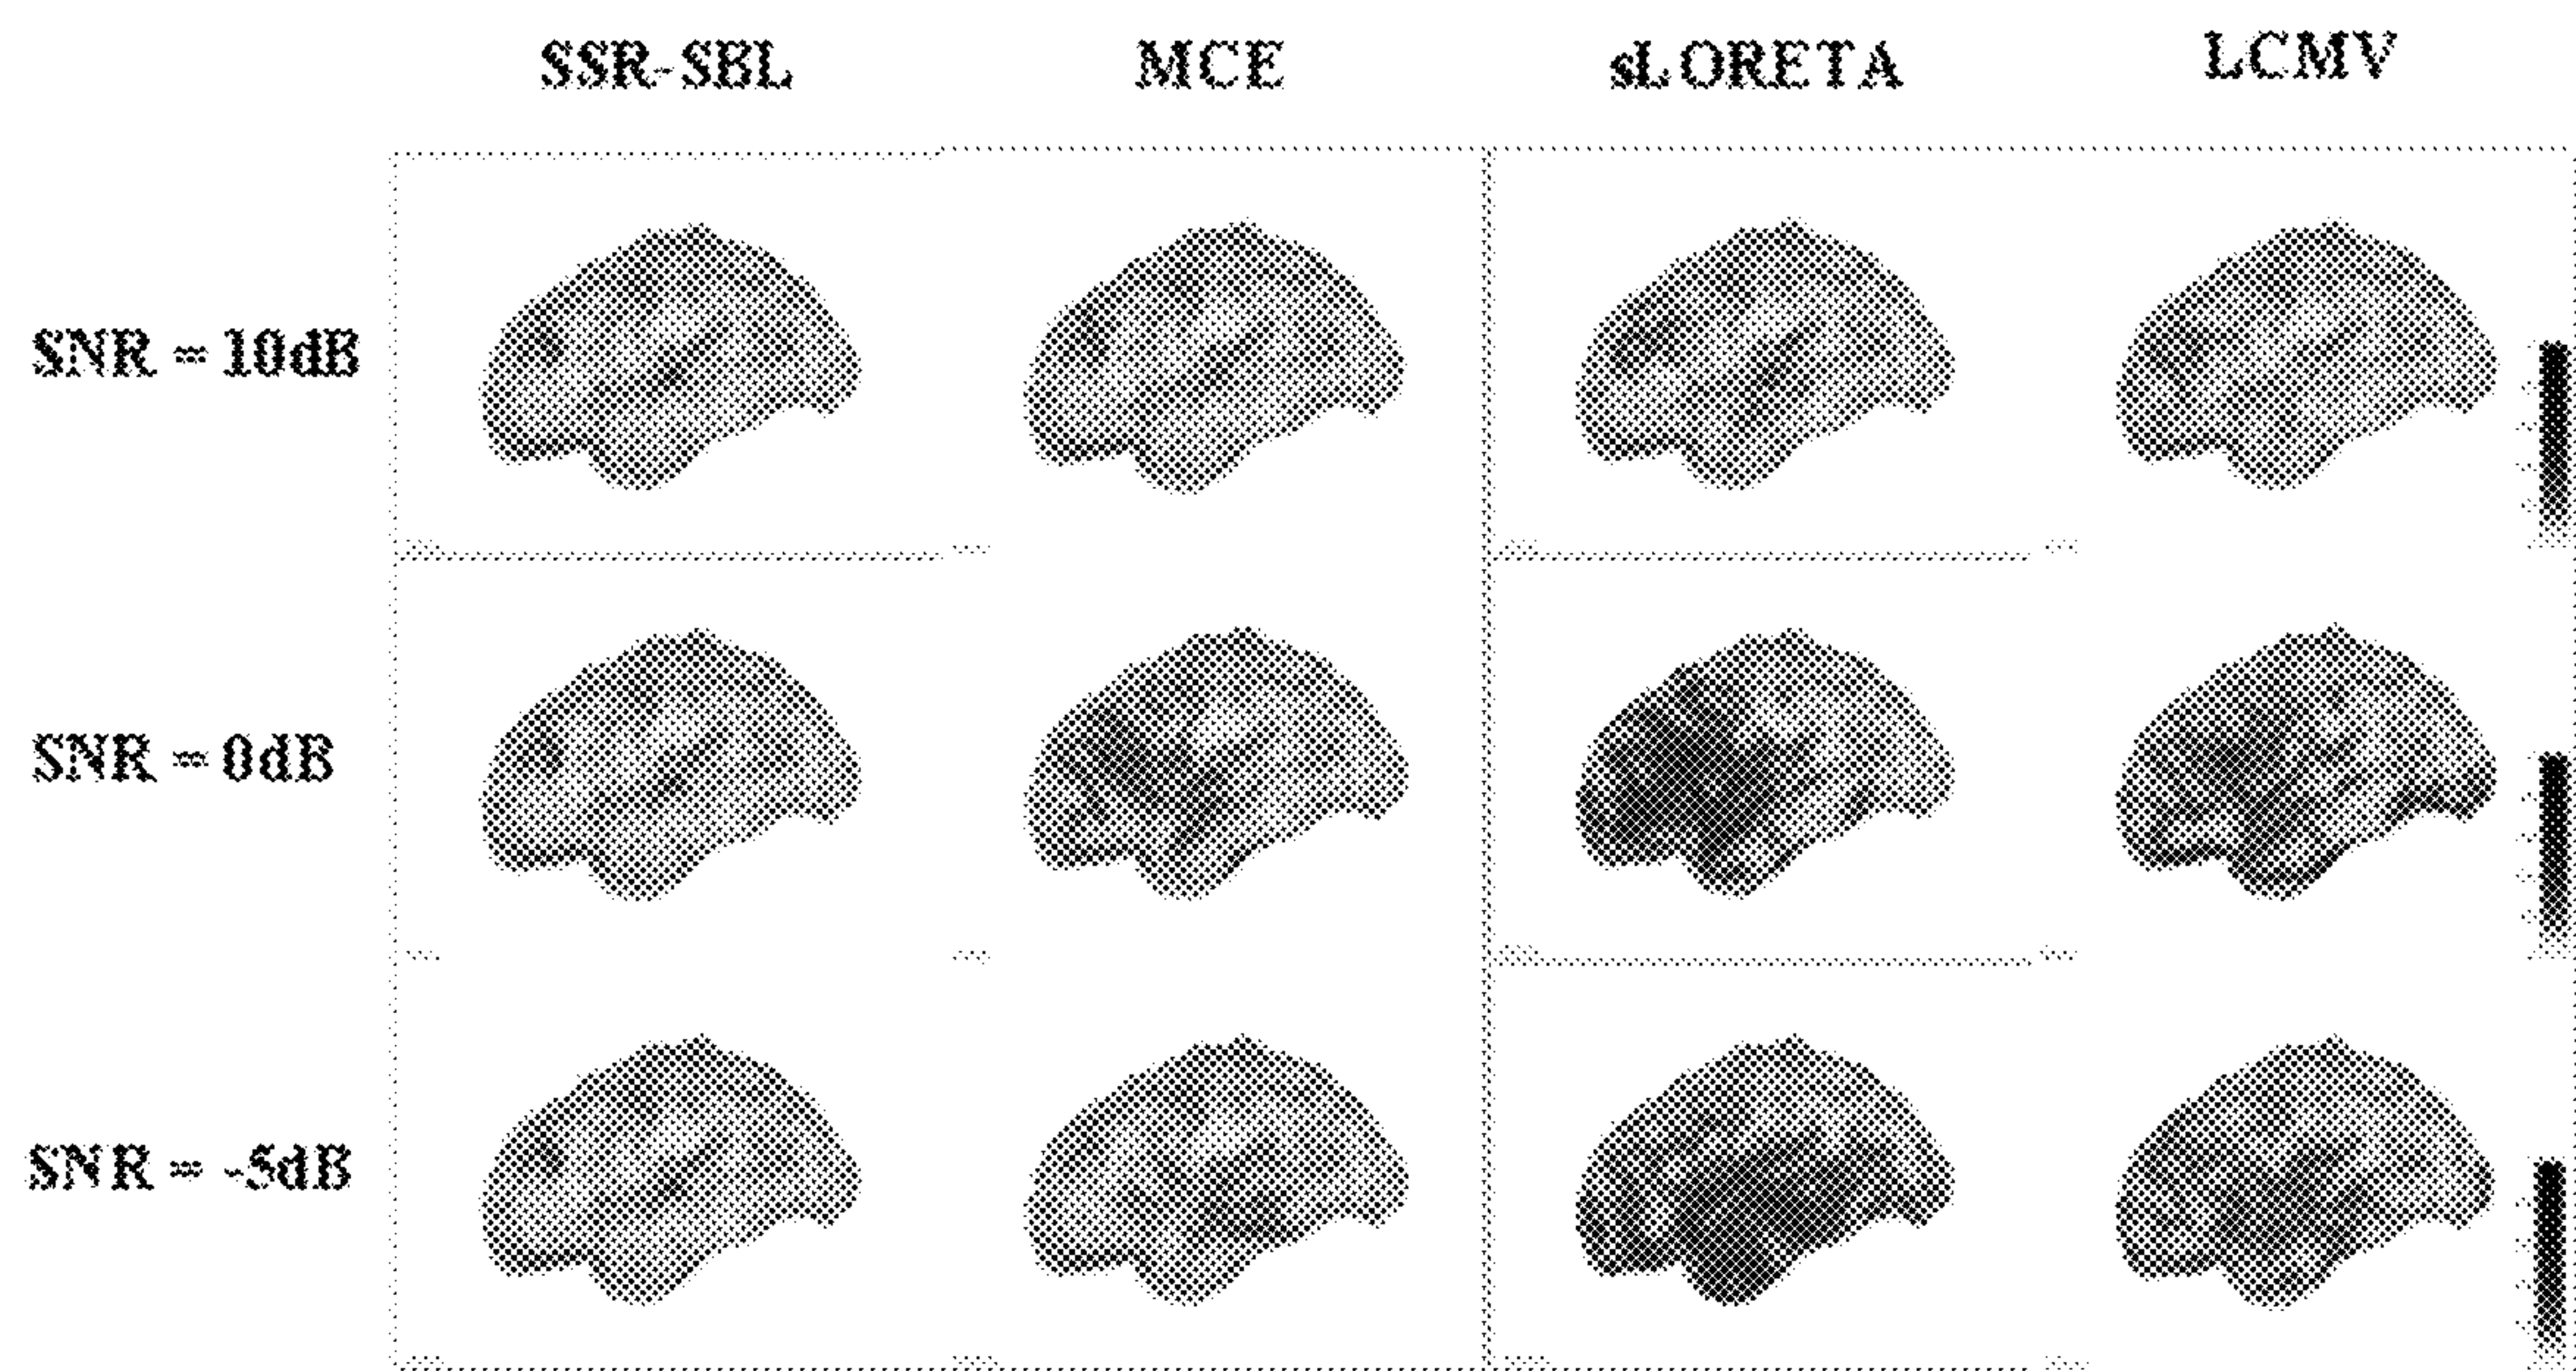 SSR-SBL MCE sLORETA LCMV
SNR = 10dB
SNR = 0dB
SNR = -5dB